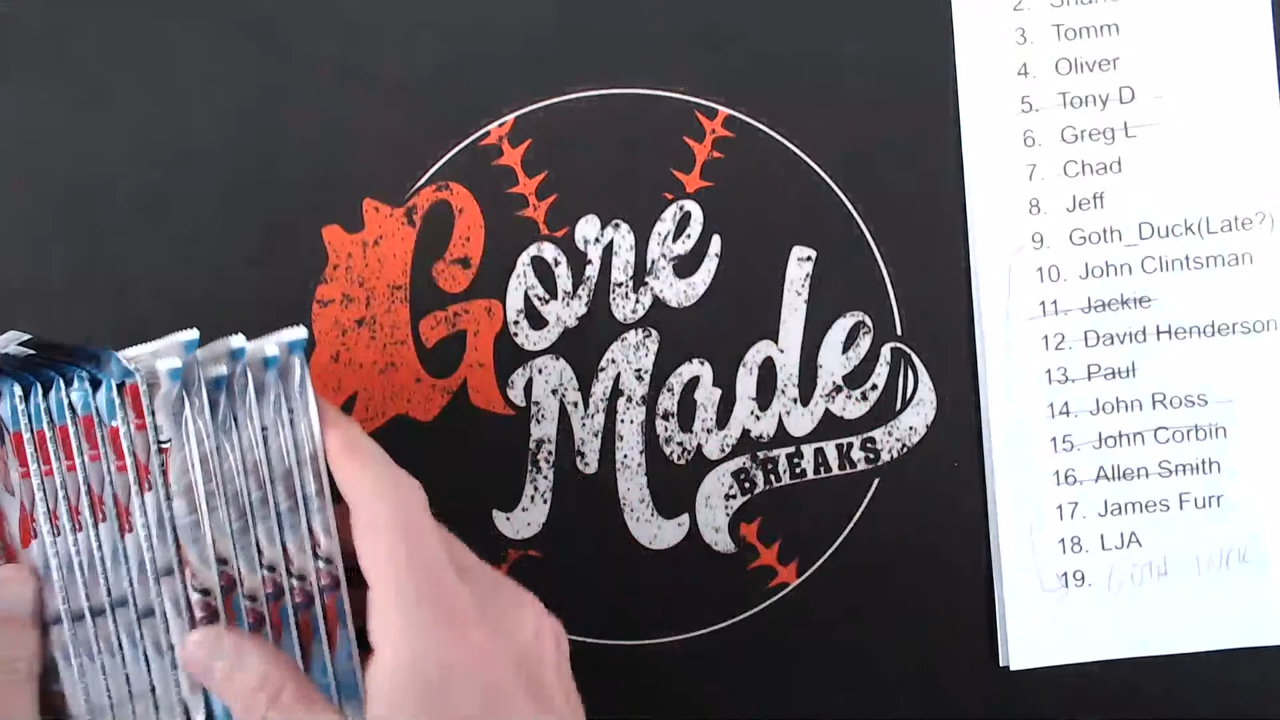 Gore
Made
BREAKS
3. Tomm
4. Oliver
5. Tony D
6. Greg L
7. Chad
8. Jeff
9. Goth_Duck(Late?)
10. John Clintsman
11. Jackie
12. David Henderson
13. Paul
14. John Ross
15. John Corbin
16. Allen Smith
17. James Furr
18. LJA
19.